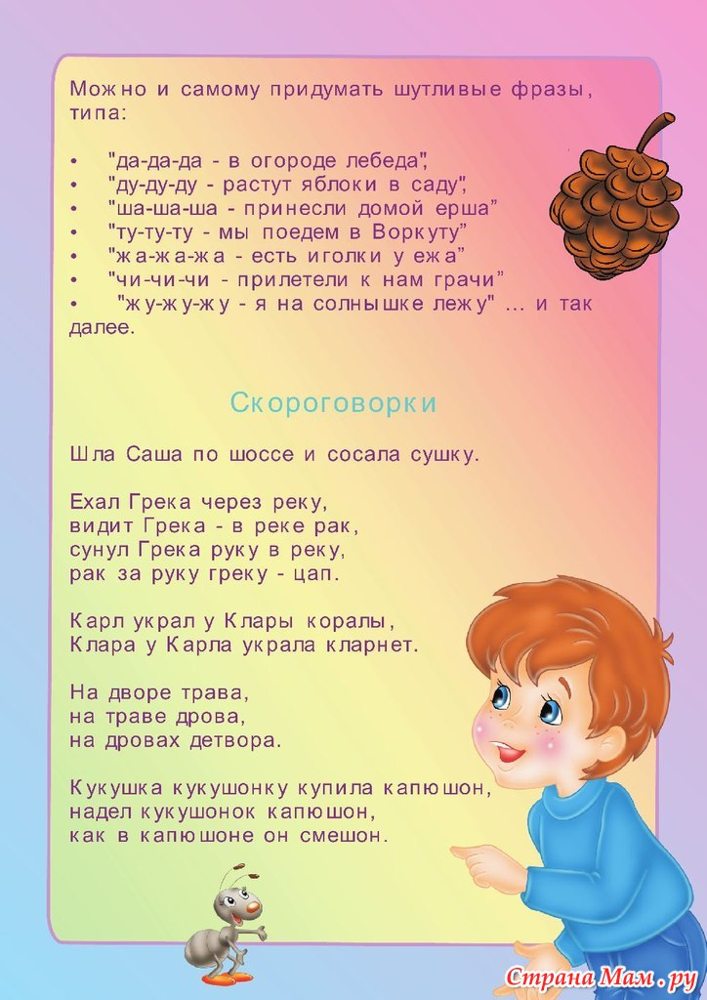 Можно и самому придумать шутливые фразы,
типа:
• "да-да-да - в огороде лебеда",
• "ду-ду-ду - растут яблоки в саду",
• "ша-ша-ша - принесли домой ерша”
• "ту-ту-ту - мы поедем в Воркуту”
• "жа-жа-жа - есть иголки у ежа”
• "чи-чи-чи - прилетели к нам грачи”
• "жу-жу-жу - я на солнышке лежу" ... и так
далее.
Скороговорки
Шла Саша по шоссе и сосала сушку.
Ехал Грека через реку,
видит Грека - в реке рак,
сунул Грека руку в реку,
рак за руку греку - цап.
Карл украл у Клары коралы,
Клара у Карла украла кларнет.
На дворе трава,
на траве дрова,
на дровах детвора.
Кукушка кукушонку купила капюшон,
надел кукушонок капюшон,
как в капюшоне он смешон.
Страна Мам.ру